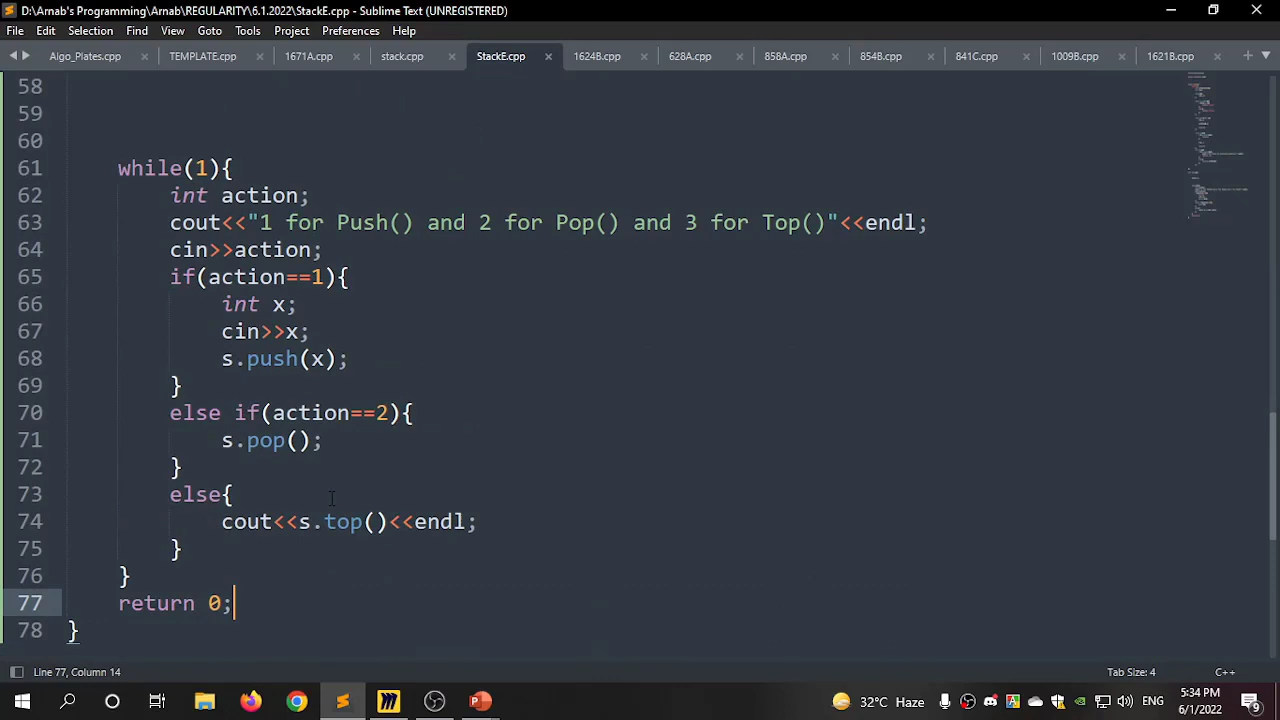 D:\Arnab's Programming\Arnab\REGULARITY\6.1.2022\StackE.cpp - Sublime Text (UNREGISTERED)
File Edit Selection Find View Goto Tools Project Preferences Help
Algo_Plates.cpp TEMPLATE.cpp 1671A.cpp stack.cpp StackE.cpp 1624B.cpp 628A.cpp 858A.cpp 854B.cpp 841C.cpp 1009B.cpp 1621B.cpp
58
59
60
61 while(1){
62 int action;
63 cout<<"1 for Push() and 2 for Pop() and 3 for Top()"<<endl;
64 cin>>action;
65 if(action==1){
66 int x;
67 cin>>x;
68 s.push(x);
69 }
70 else if(action==2){
71 s.pop();
72 }
73 else{
74 cout<<s.top()<<endl;
75 }
76 }
77 return 0;
78 }
Line 77, Column 14 Tab Size: 4 C++
32°C Haze ENG 5:34 PM
6/1/2022 9